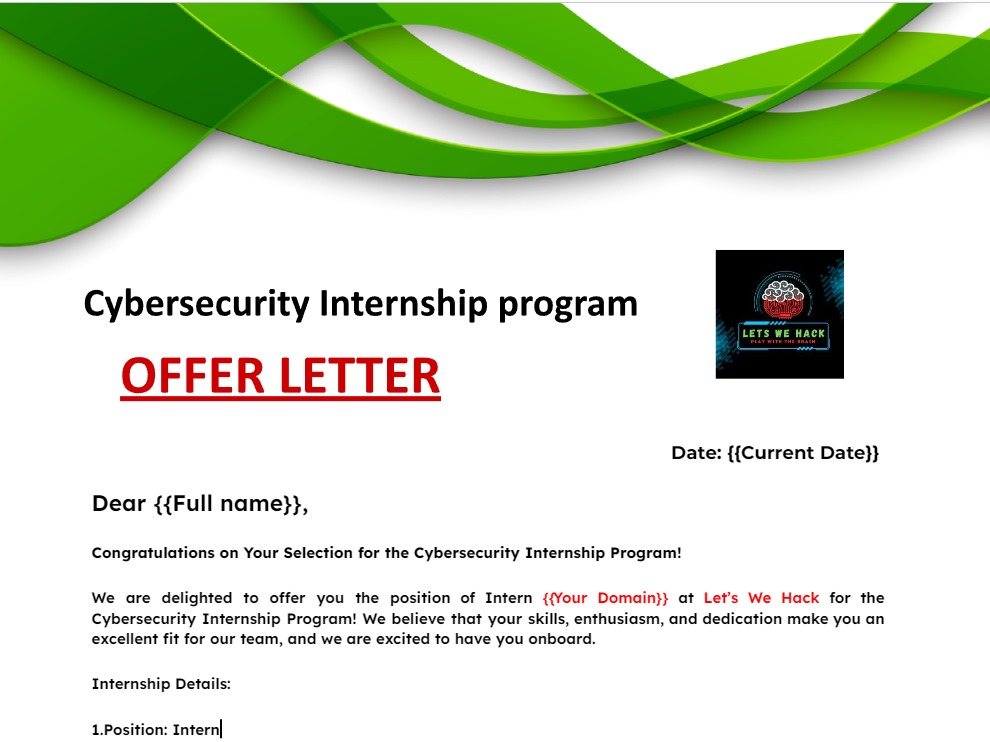 Cybersecurity Internship program
OFFER LETTER
LETS WE HACK
PLAY WITH THE BRAIN
Date: {{Current Date}}
Dear {{Full name}},
Congratulations on Your Selection for the Cybersecurity Internship Program!
We are delighted to offer you the position of Intern {{Your Domain}} at Let's We Hack for the
Cybersecurity Internship Program! We believe that your skills, enthusiasm, and dedication make you an
excellent fit for our team, and we are excited to have you onboard.
Internship Details:
1.Position: Intern